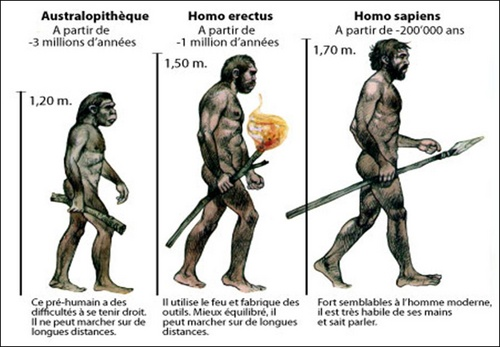 Australopithèque
A partir de
-3 millions d'années
1,20 m.
Ce pré-humain a des
difficultés à se tenir droit.
Il ne peut marcher sur de
longues distances.
Homo erectus
A partir de
-1 million d'années
1,50 m.
Il utilise le feu et fabrique des
outils. Mieux équilibré, il
peut marcher sur de longues
distances.
Homo sapiens
A partir de -200'000 ans
1,70 m.
Fort semblables à l'homme moderne,
il est très habile de ses mains
et sait parler.